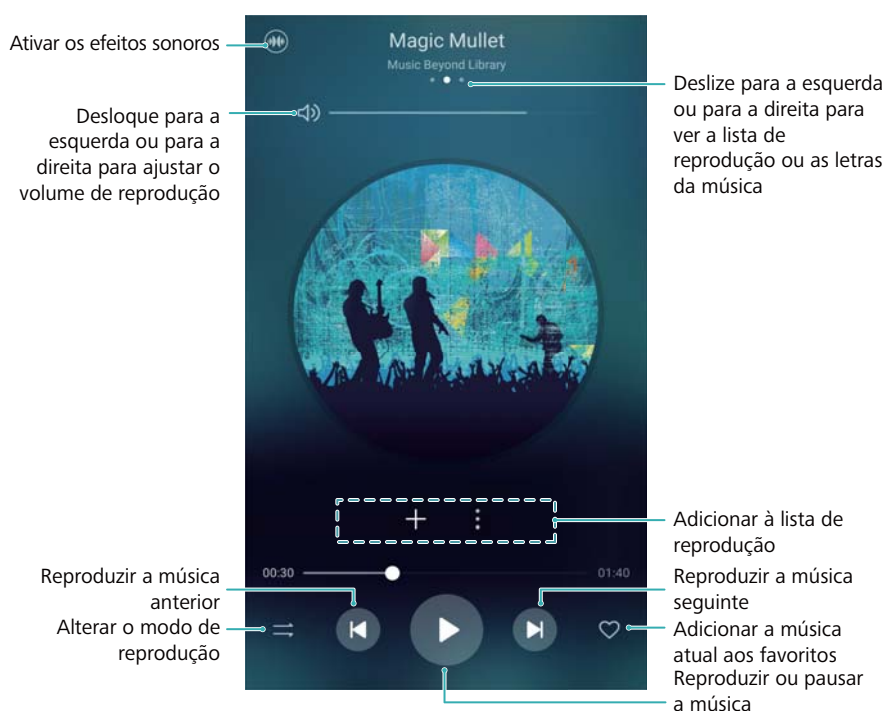 Ativar os efeitos sonoros
Magic Mullet
Music Beyond Library
Deslize para a esquerda
ou para a direita para
ver a lista de
reprodução ou as letras
da música
Desloque para a
esquerda ou para a
direita para ajustar o
volume de reprodução
Adicionar à lista de
reprodução
00:30
01:40
Reproduzir a música
anterior
Reproduzir a música
seguinte
Alterar o modo de
reprodução
Adicionar a música
atual aos favoritos
Reproduzir ou pausar
a música